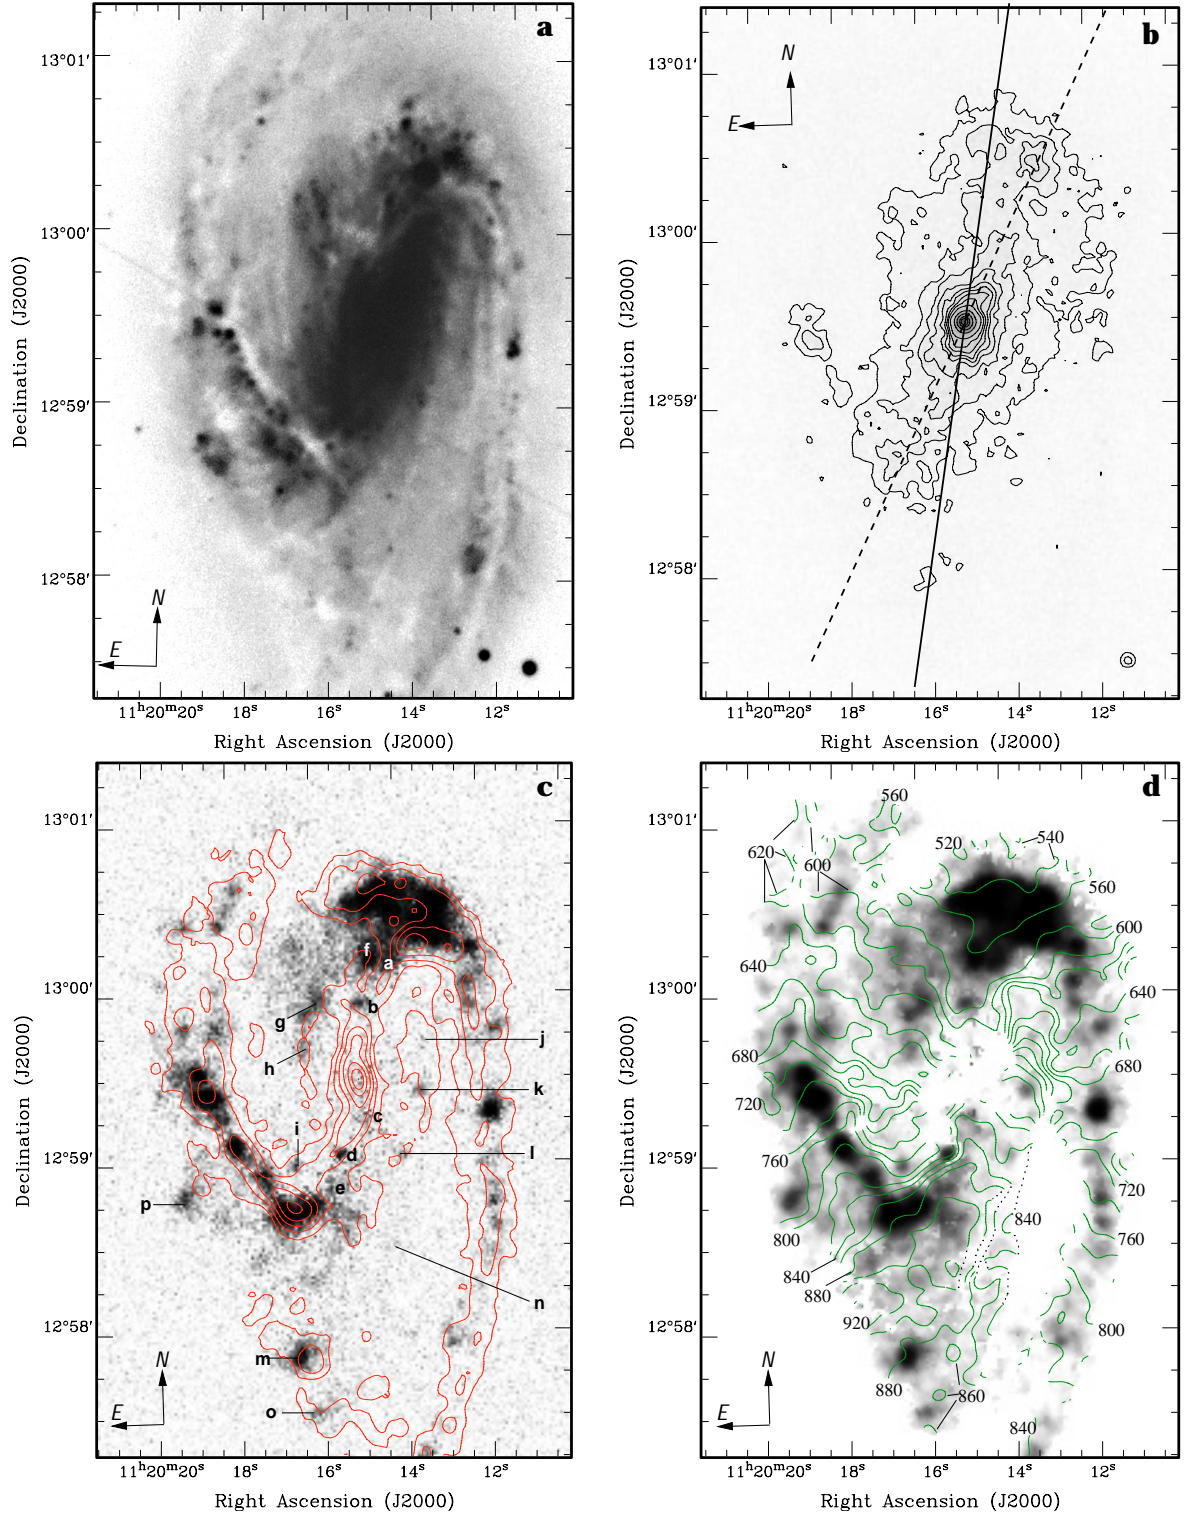 a
13°01′
13°00′
12°59′
12°58′
Declination (J2000)
N
E
11ʰ20ᵐ20ˢ
18ˢ
16ˢ
14ˢ
12ˢ
Right Ascension (J2000)
b
13°01′
13°00′
12°59′
12°58′
Declination (J2000)
N
E
11ʰ20ᵐ20ˢ
18ˢ
16ˢ
14ˢ
12ˢ
Right Ascension (J2000)
c
13°01′
13°00′
12°59′
12°58′
Declination (J2000)
f
a
b
g
h
j
k
c
i
d
l
e
p
n
m
o
N
E
11ʰ20ᵐ20ˢ
18ˢ
16ˢ
14ˢ
12ˢ
Right Ascension (J2000)
d
13°01′
13°00′
12°59′
12°58′
Declination (J2000)
560
520
540
620
600
560
600
640
640
680
680
720
760
720
840
800
760
840
880
920
800
880
860
840
N
E
11ʰ20ᵐ20ˢ
18ˢ
16ˢ
14ˢ
12ˢ
Right Ascension (J2000)